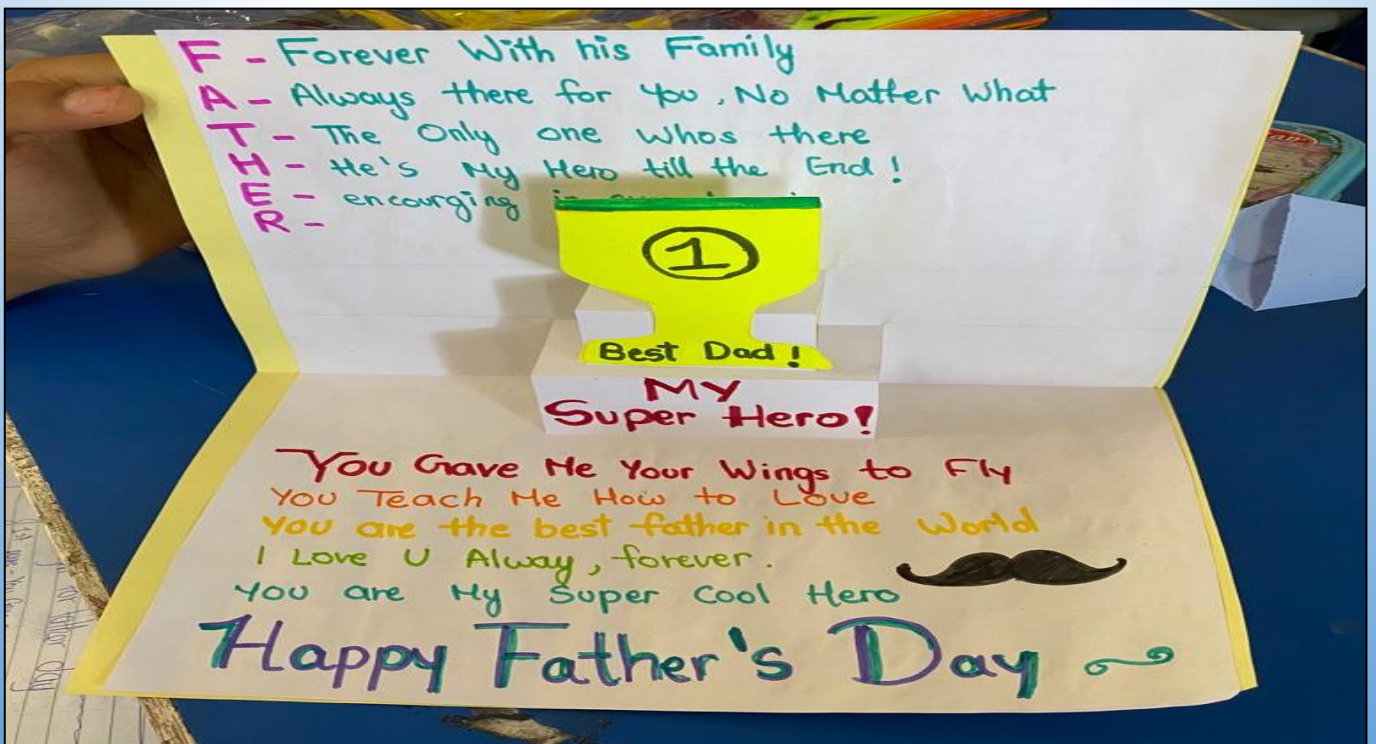 F - Forever With his Family
A - Always there for you, No Matter What
T - The Only one Whos there
H - He's My Hero till the End!
E - encourging
R -
1
Best Dad!
My
Super Hero!
You Gave Me Your Wings to Fly
You Teach Me How to Love
You are the best father in the World
I Love U Alway, forever.
You are My Super Cool Hero
Happy Father's Day